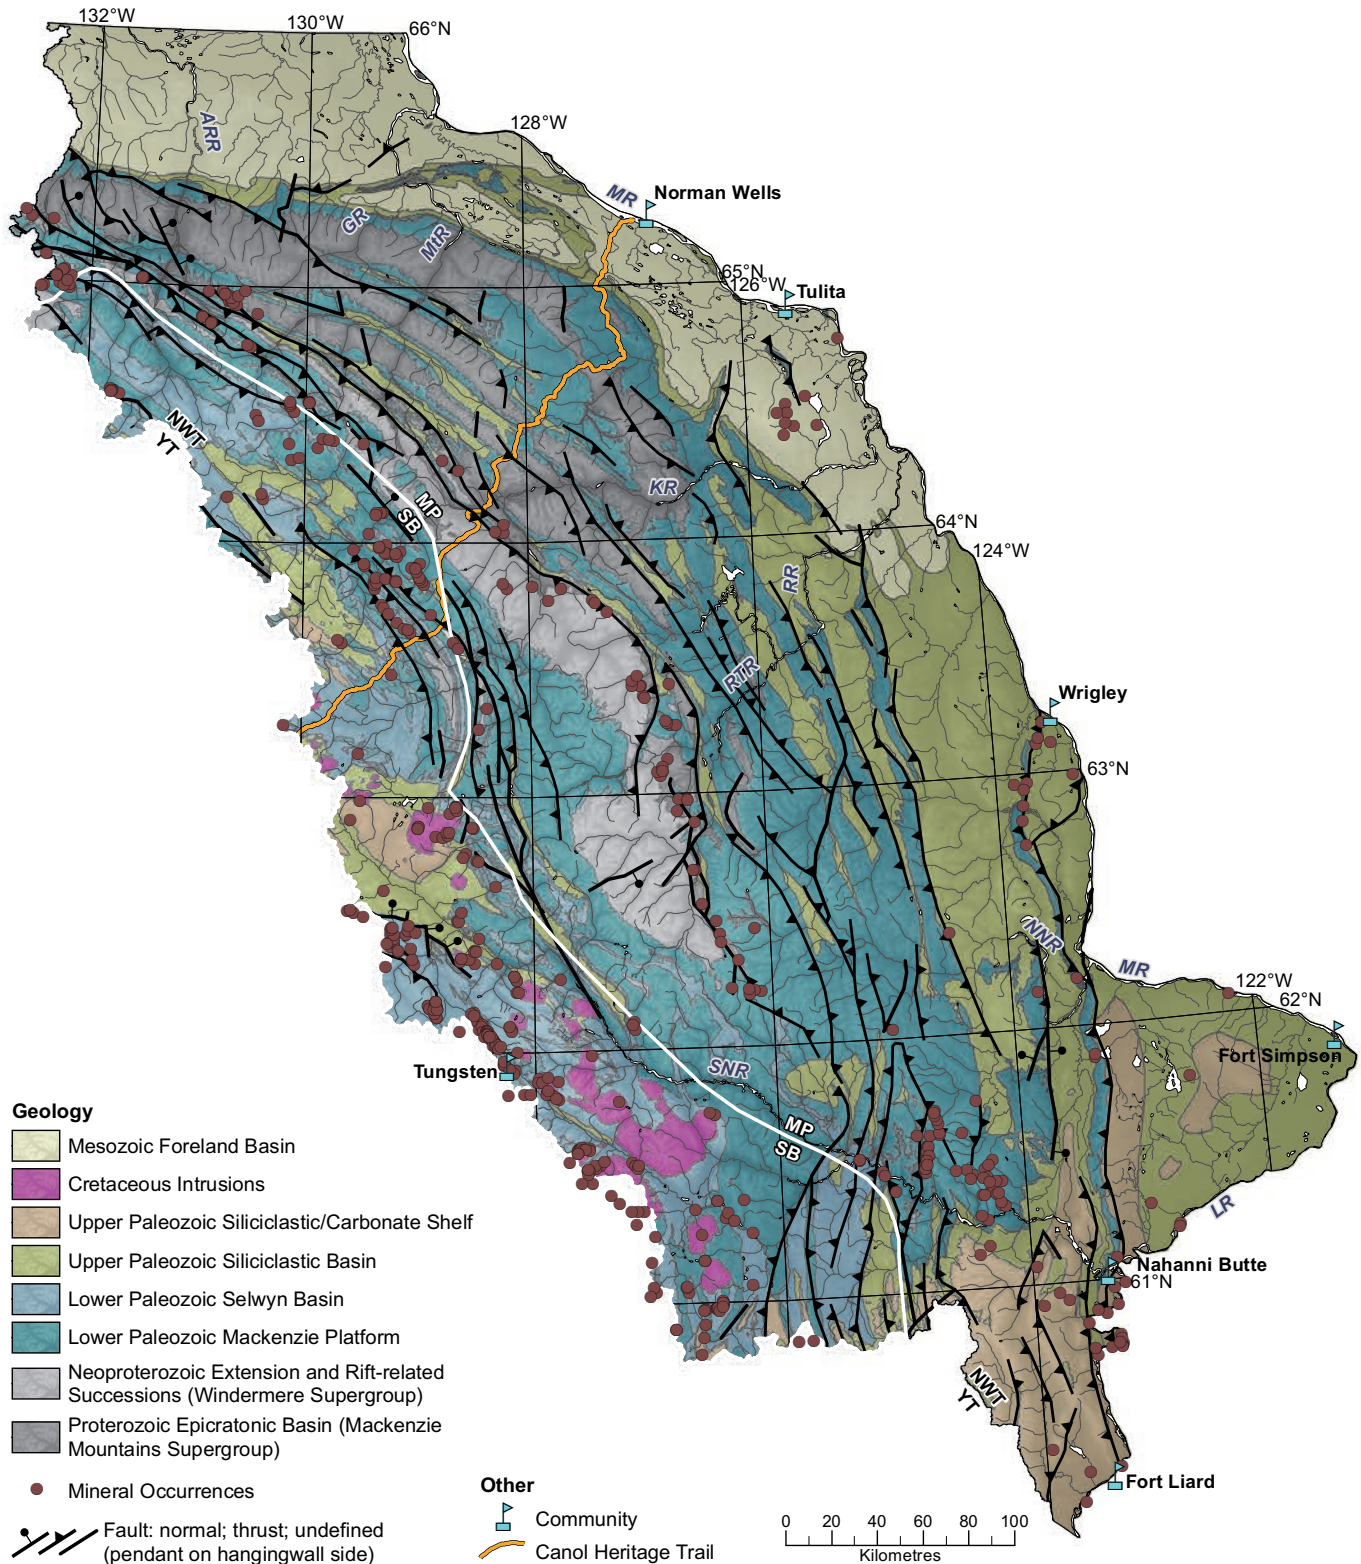 132°W
130°W
66°N
128°W
ARR
MR
Norman Wells
GR
MtR
65°N
126°W
Tulita
NWT
YT
KR
MP
SB
64°N
124°W
RR
RTR
Wrigley
63°N
NNR
MR
122°W
62°N
Fort Simpson
Tungsten
SNR
MP
SB
LR
Nahanni Butte
61°N
NWT
YT
Fort Liard
Geology
Mesozoic Foreland Basin
Cretaceous Intrusions
Upper Paleozoic Siliciclastic/Carbonate Shelf
Upper Paleozoic Siliciclastic Basin
Lower Paleozoic Selwyn Basin
Lower Paleozoic Mackenzie Platform
Neoproterozoic Extension and Rift-related
Successions (Windermere Supergroup)
Proterozoic Epicratonic Basin (Mackenzie
Mountains Supergroup)
Mineral Occurrences
Fault: normal; thrust; undefined
(pendant on hangingwall side)
Other
Community
Canol Heritage Trail
0 20 40 60 80 100
Kilometres